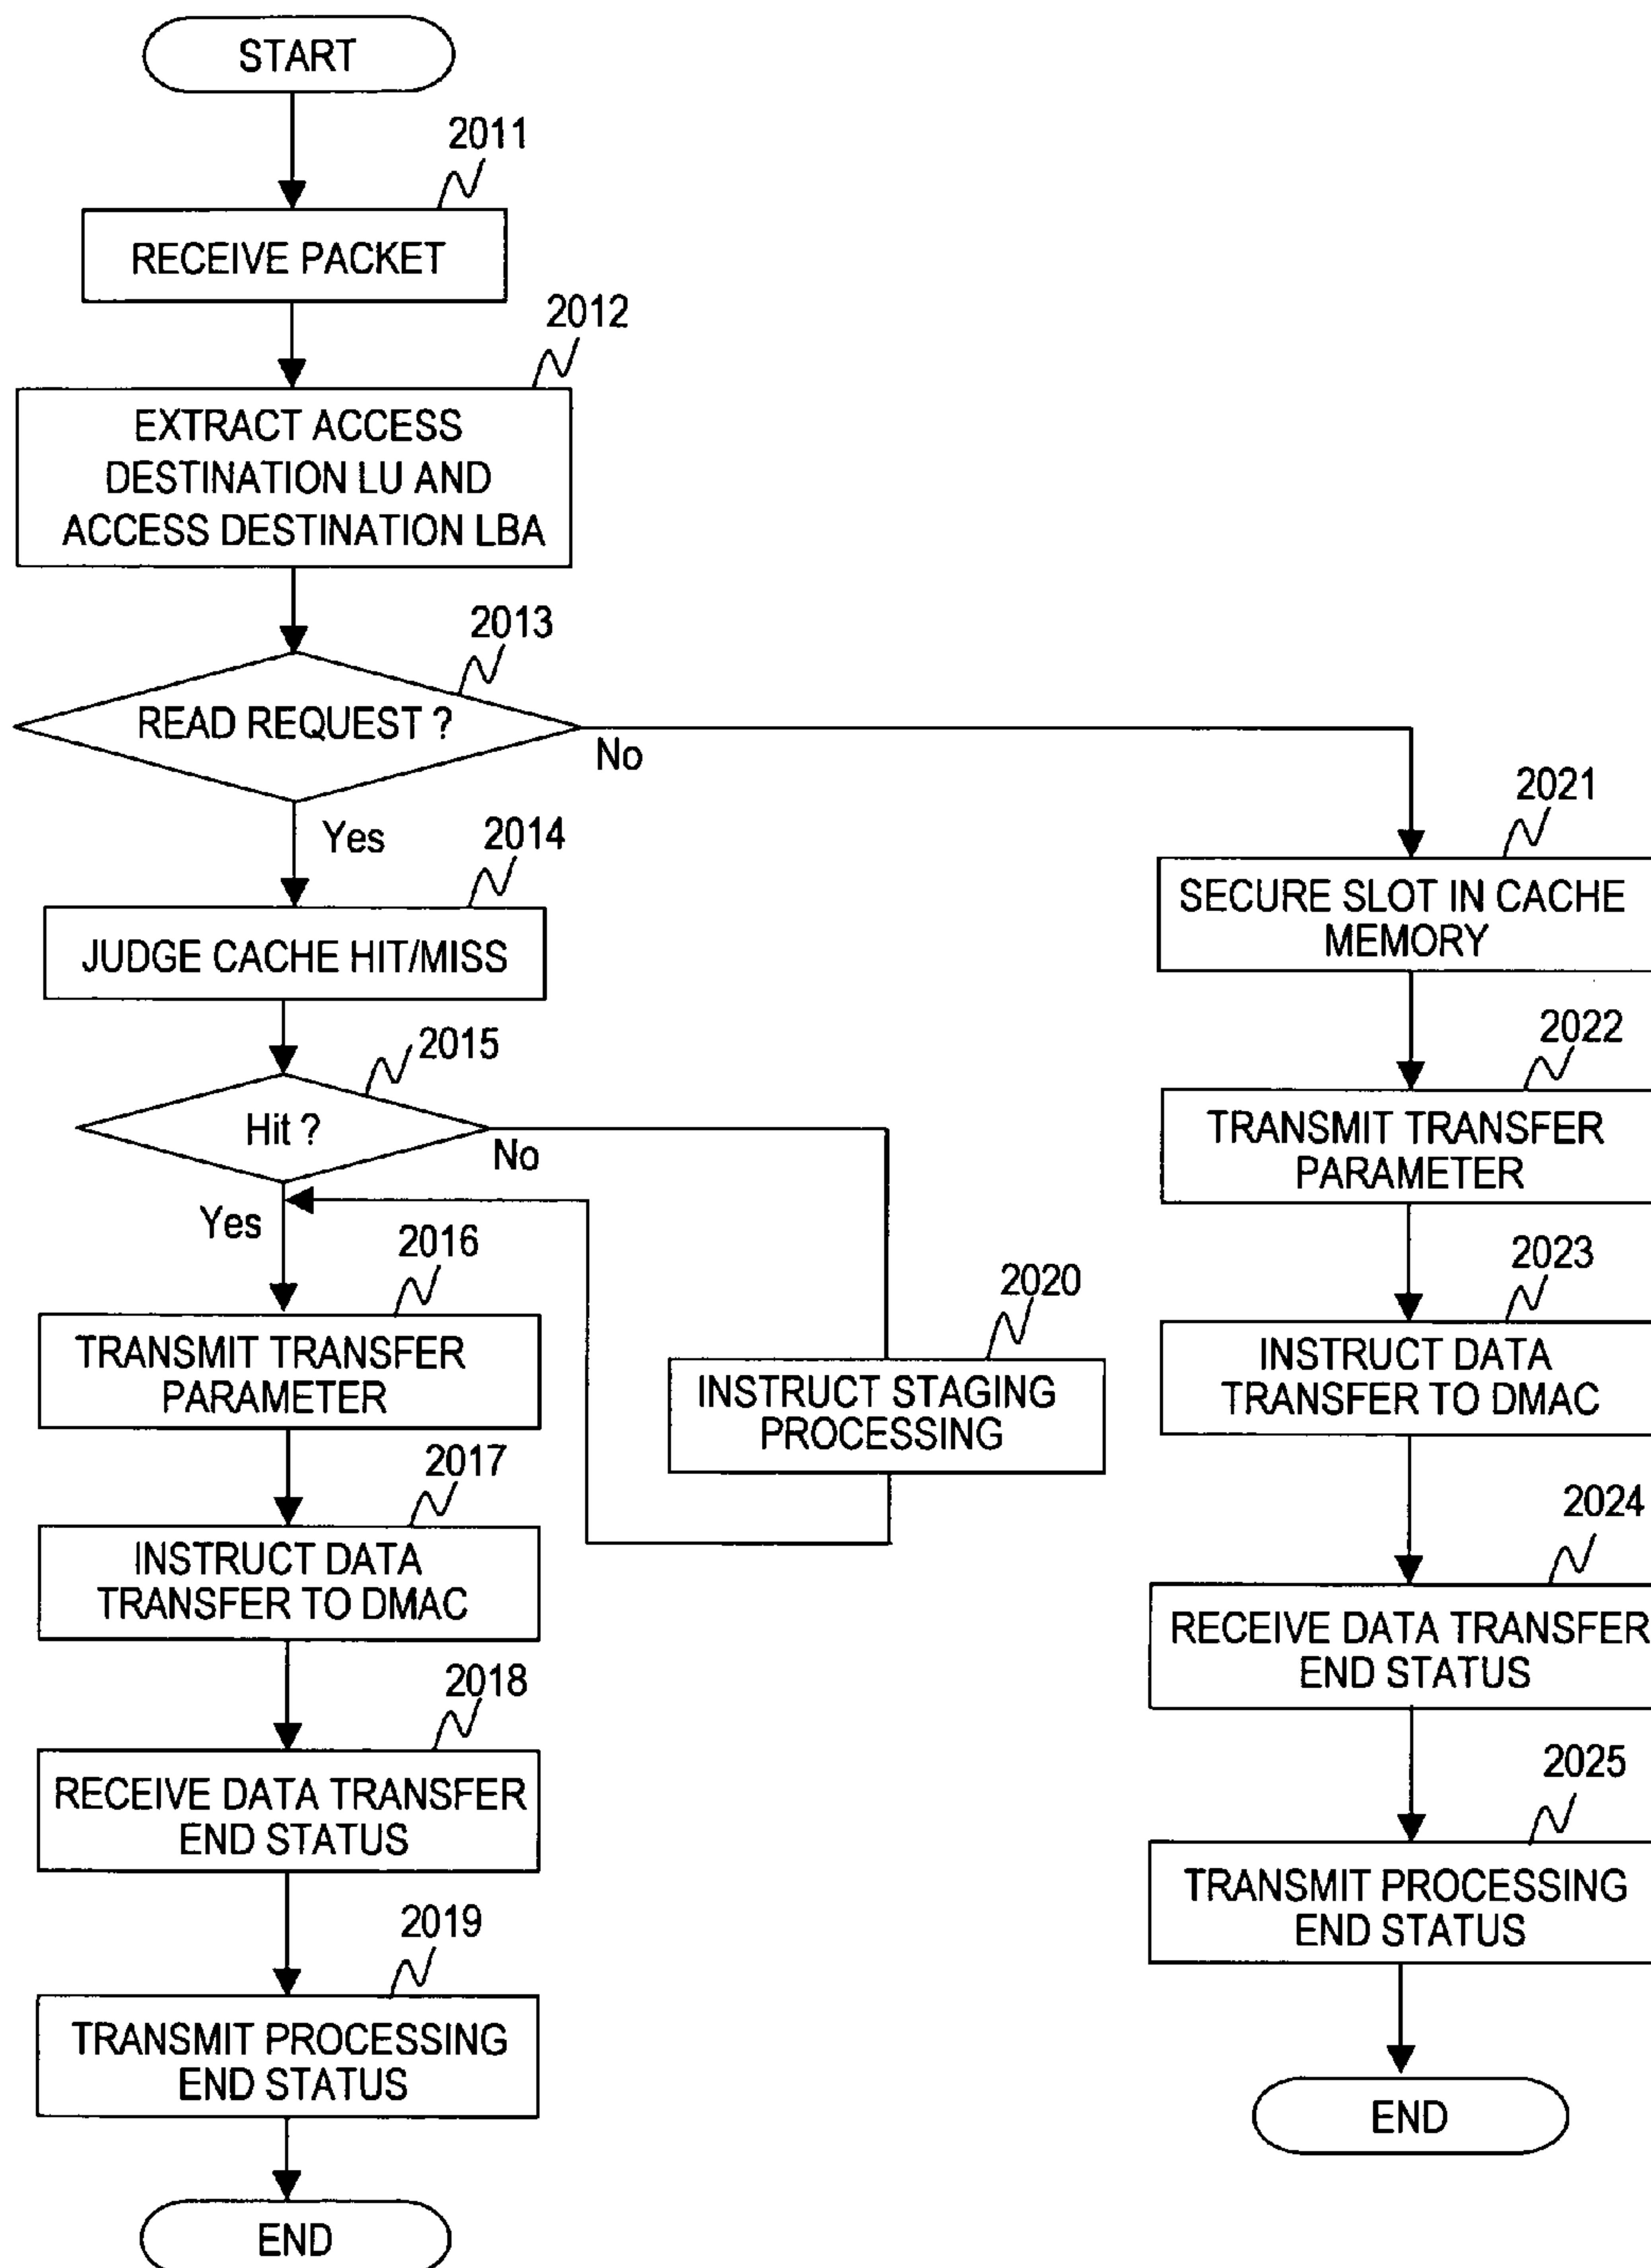 START
2011
RECEIVE PACKET
2012
EXTRACT ACCESS
DESTINATION LU AND
ACCESS DESTINATION LBA
2013
READ REQUEST ?
No
Yes
2014
JUDGE CACHE HIT/MISS
2015
Hit ?
No
Yes
2016
TRANSMIT TRANSFER
PARAMETER
2017
INSTRUCT DATA
TRANSFER TO DMAC
2018
RECEIVE DATA TRANSFER
END STATUS
2019
TRANSMIT PROCESSING
END STATUS
END
2020
INSTRUCT STAGING
PROCESSING
2021
SECURE SLOT IN CACHE
MEMORY
2022
TRANSMIT TRANSFER
PARAMETER
2023
INSTRUCT DATA
TRANSFER TO DMAC
2024
RECEIVE DATA TRANSFER
END STATUS
2025
TRANSMIT PROCESSING
END STATUS
END